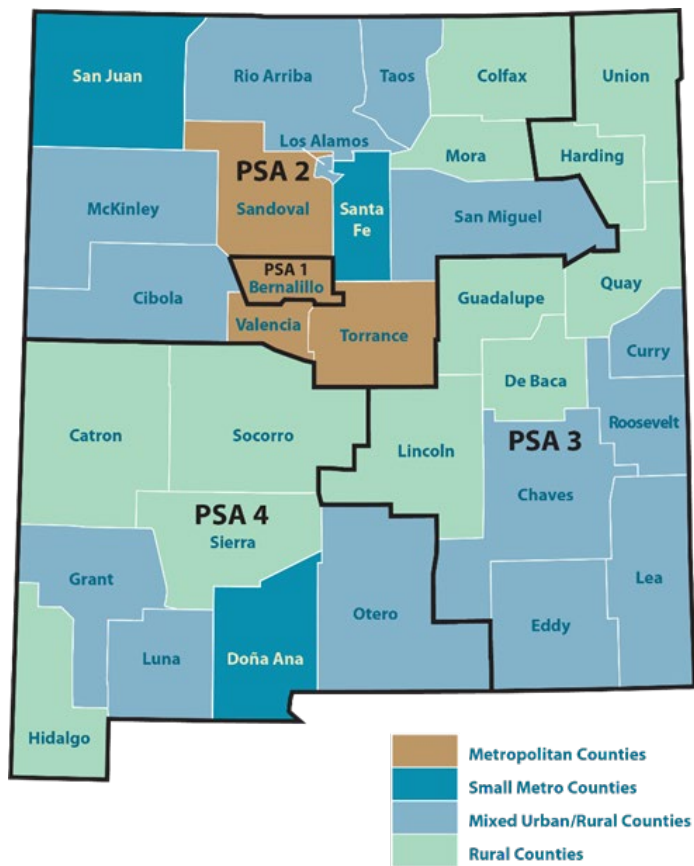 San Juan
Rio Arriba
Taos
Colfax
Union
Los Alamos
Mora
Harding
PSA 2
McKinley
Sandoval
Santa
Fe
San Miguel
PSA 1
Bernalillo
Cibola
Guadalupe
Quay
Valencia
Torrance
Curry
De Baca
Roosevelt
Catron
Socorro
Lincoln
PSA 3
Chaves
PSA 4
Sierra
Grant
Lea
Otero
Eddy
Luna
Doña Ana
Hidalgo
Metropolitan Counties
Small Metro Counties
Mixed Urban/Rural Counties
Rural Counties